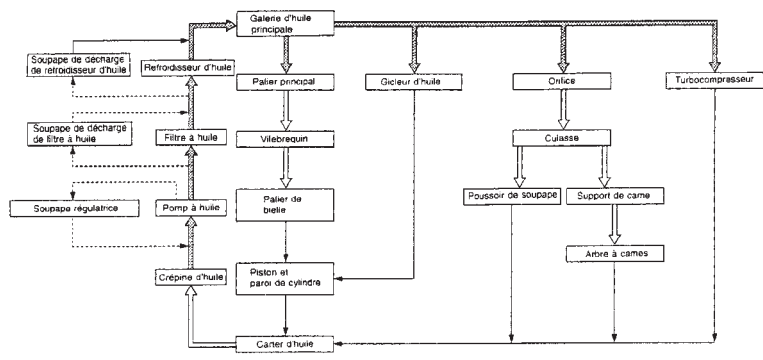 Galerie d'huile
principale
Soupape de décharge
de refroidisseur d'huile
Refroidisseur d'huile
Palier principal
Gicleur d'huile
Orifice
Turbocompresseur
Soupape de décharge
de filtre à huile
Filtre à huile
Vilebrequin
Culasse
Soupape régulatrice
Pomp à huile
Palier de
bielle
Poussoir de soupape
Support de came
Arbre à cames
Crépine d'huile
Piston et
paroi de cylindre
Carter d'huile